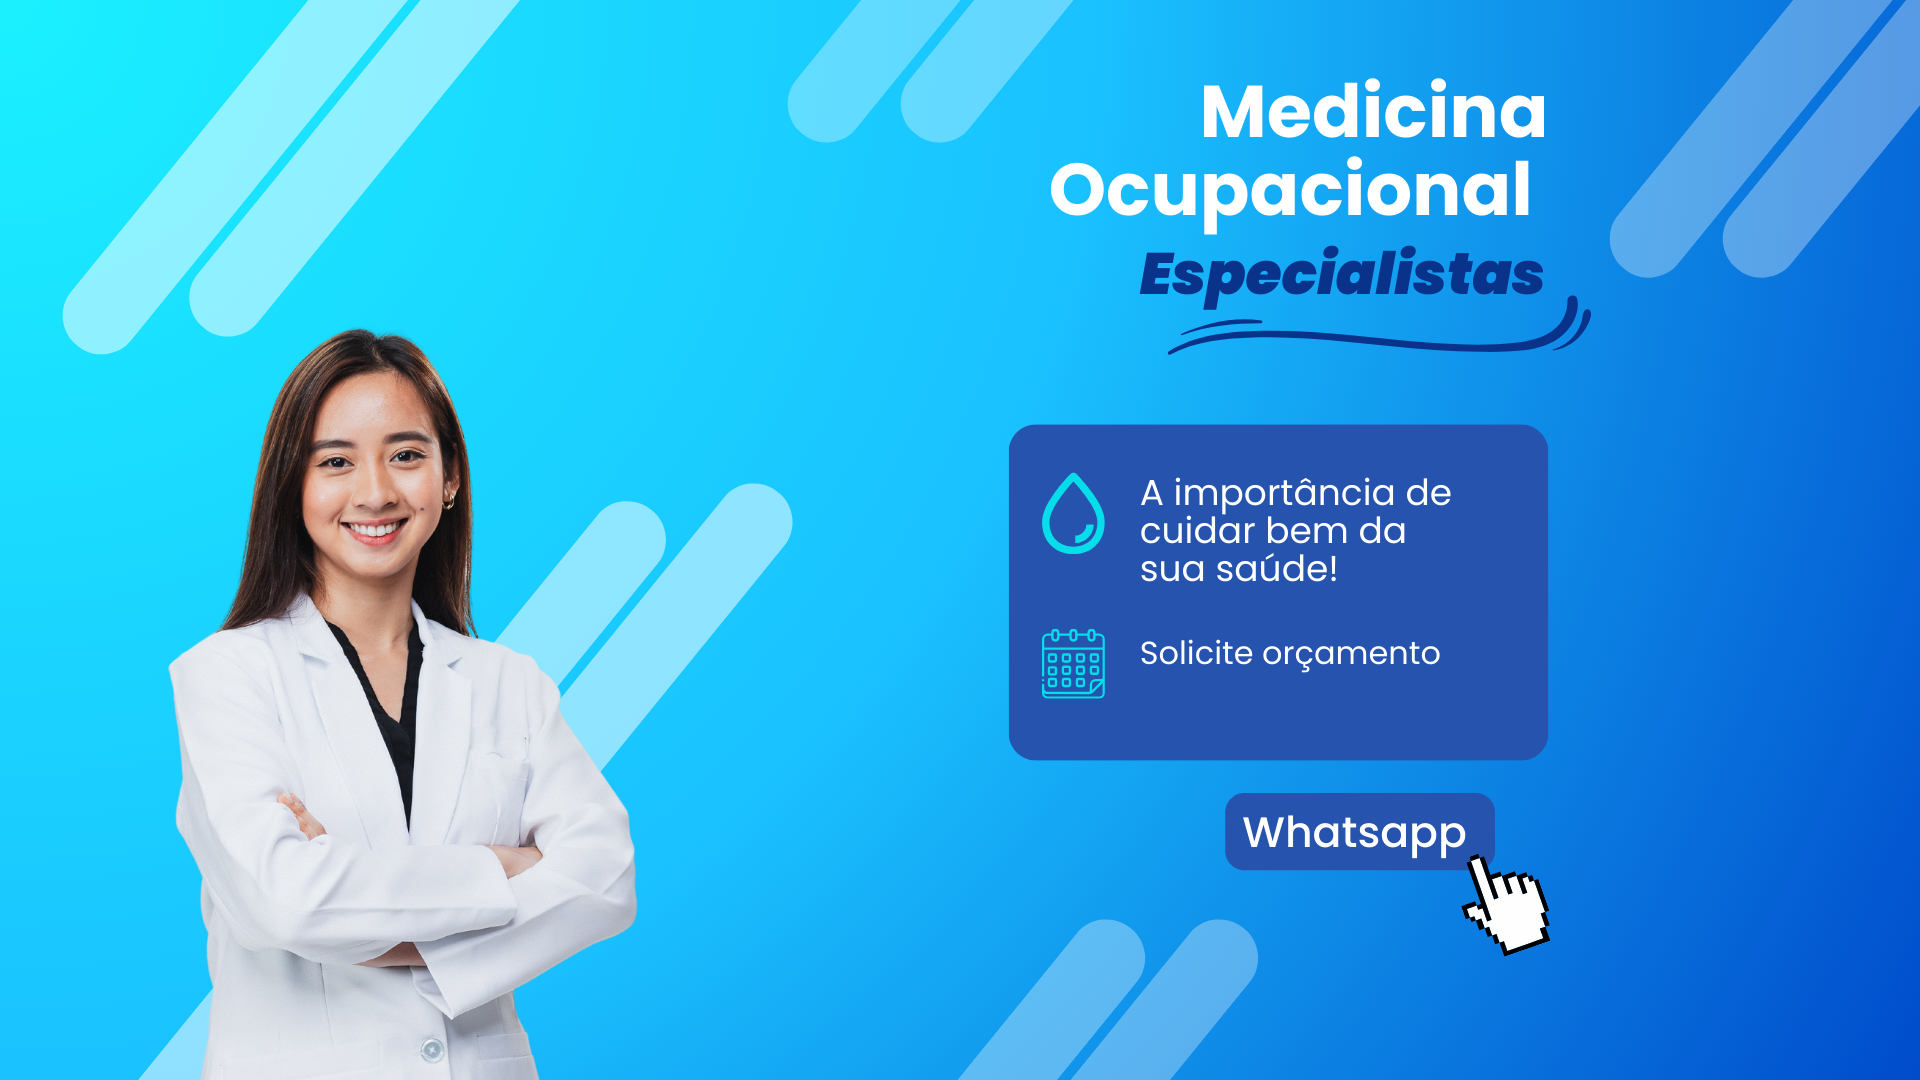 Medicina
Ocupacional
Especialistas
A importância de
cuidar bem da
sua saúde!
Solicite orçamento
Whatsapp